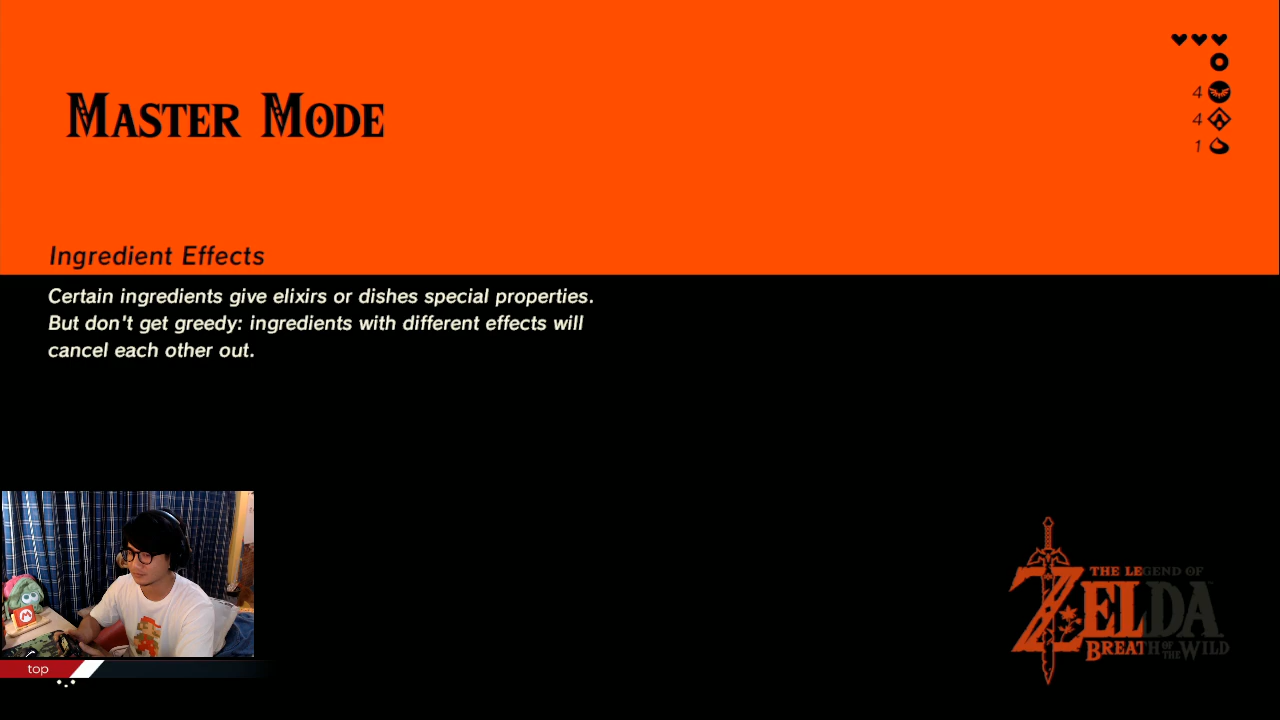 MASTER MODE
4
4
1
Ingredient Effects
Certain ingredients give elixirs or dishes special properties.
But don't get greedy: ingredients with different effects will
cancel each other out.
M
THE LEGEND OF
ZELDA
BREATH OF THE WILD
top